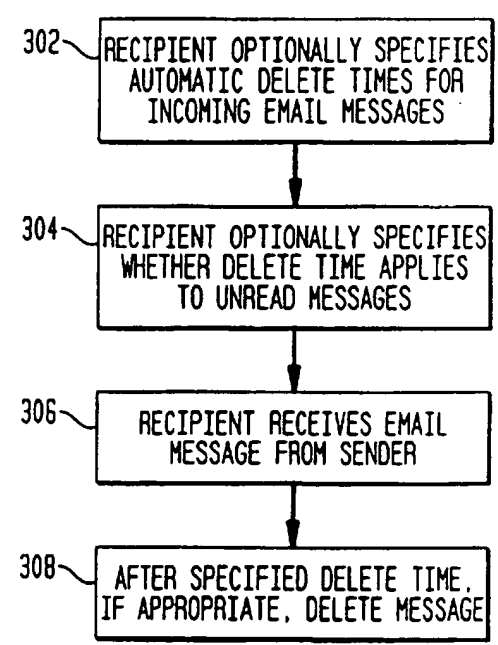 302
RECIPIENT OPTIONALLY SPECIFIES
AUTOMATIC DELETE TIMES FOR
INCOMING EMAIL MESSAGES
304
RECIPIENT OPTIONALLY SPECIFIES
WHETHER DELETE TIME APPLIES
TO UNREAD MESSAGES
306
RECIPIENT RECEIVES EMAIL
MESSAGE FROM SENDER
308
AFTER SPECIFIED DELETE TIME,
IF APPROPRIATE, DELETE MESSAGE